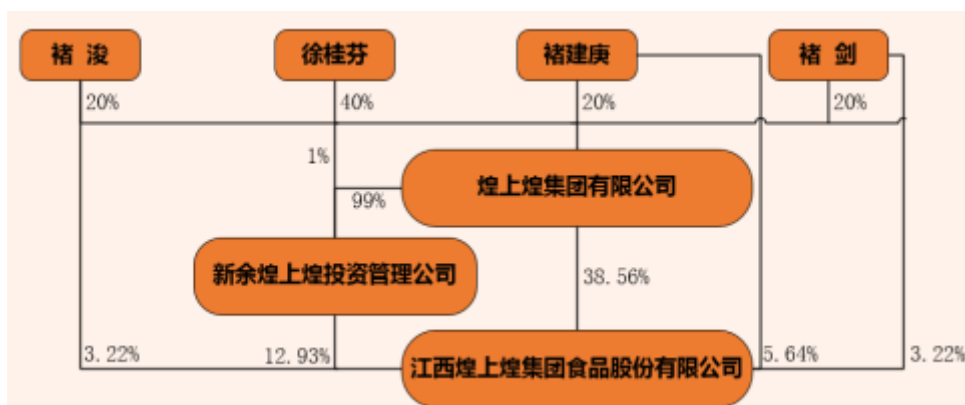 褚 浚
徐桂芬
褚建庚
褚 剑
20%
40%
20%
20%
1%
煌上煌集团有限公司
99%
新余煌上煌投资管理公司
38.56%
3.22%
12.93%
江西煌上煌集团食品股份有限公司
5.64%
3.22%